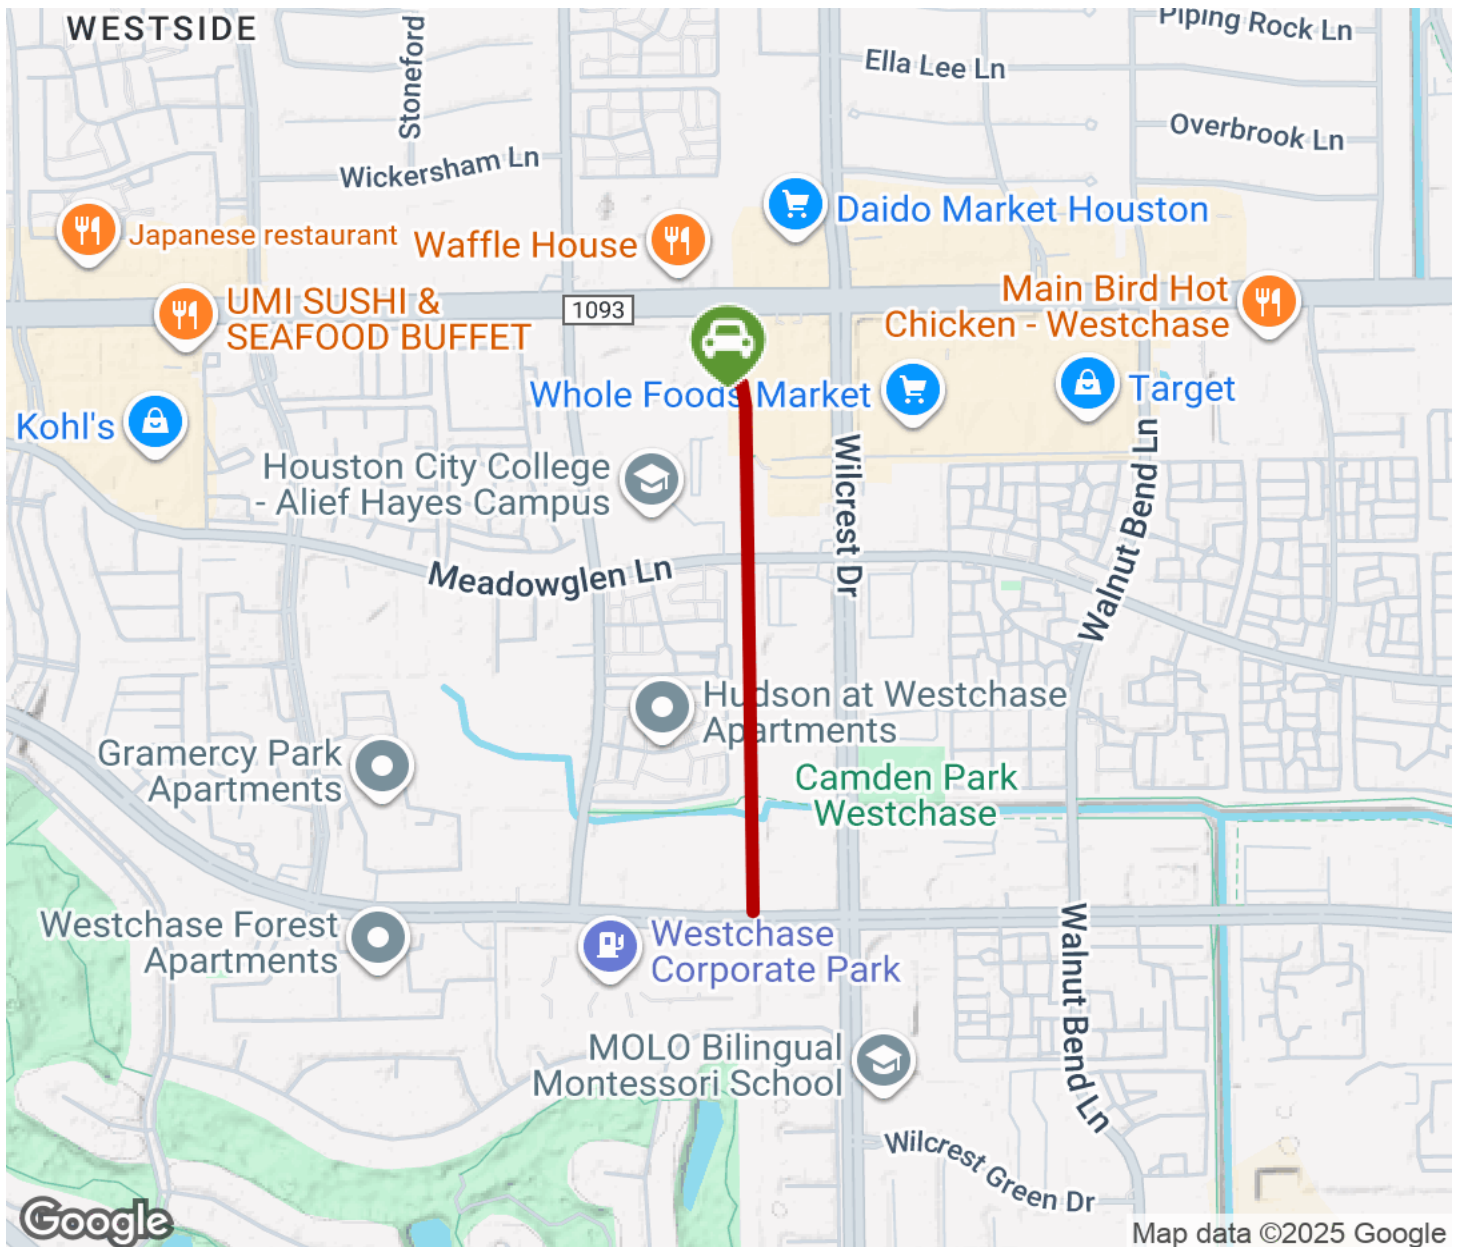 WESTSIDE
Stoneford
Piping Rock Ln
Ella Lee Ln
Overbrook Ln
Wickersham Ln
Daido Market Houston
Japanese restaurant
Waffle House
UMI SUSHI &
SEAFOOD BUFFET
1093
Main Bird Hot
Chicken - Westchase
Whole Foods Market
Target
Kohl's
Houston City College
- Alief Hayes Campus
Wilcrest Dr
Walnut Bend Ln
Meadowglen Ln
Hudson at Westchase
Apartments
Gramercy Park
Apartments
Camden Park
Westchase
Westchase Forest
Apartments
Westchase
Corporate Park
Walnut Bend Ln
MOLO Bilingual
Montessori School
Wilcrest Green Dr
Google
Map data ©2025 Google